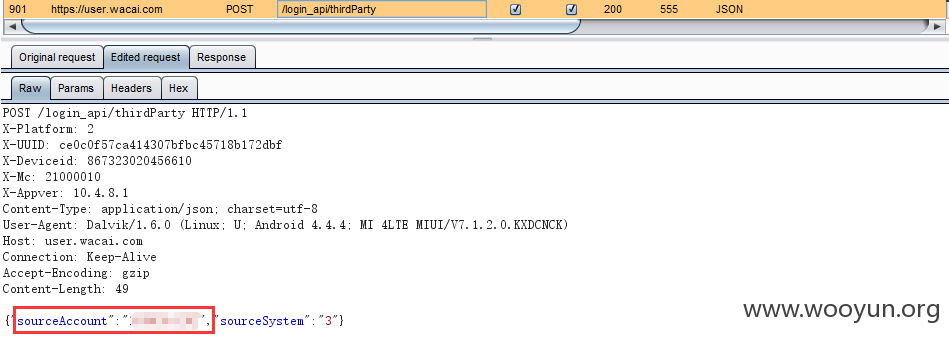 901 https://user.wacai.com POST /login_api/thirdParty 200 555 JSON
Original request Edited request Response
Raw Params Headers Hex
POST /login_api/thirdParty HTTP/1.1
X-Platform: 2
X-UUID: ce0c0f57ca414307bfbc45718b172dbf
X-Deviceid: 867323020456610
X-Mc: 21000010
X-Appver: 10.4.8.1
Content-Type: application/json; charset=utf-8
User-Agent: Dalvik/1.6.0 (Linux; U; Android 4.4.4; MI 4LTE MIUI/V7.1.2.0.KXDCNCK)
Host: user.wacai.com
Connection: Keep-Alive
Accept-Encoding: gzip
Content-Length: 49
{"sourceAccount":"","sourceSystem":"3"}
www.wooyun.org